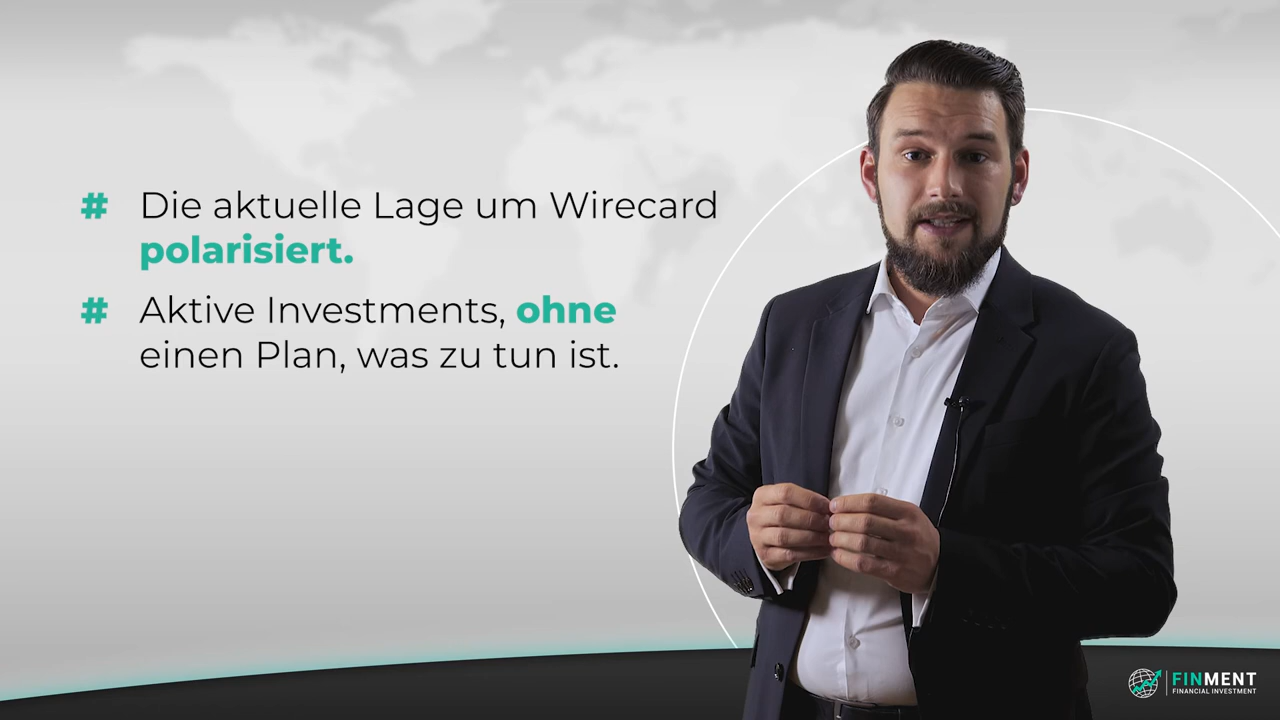 # Die aktuelle Lage um Wirecard
polarisiert.
# Aktive Investments, ohne
einen Plan, was zu tun ist.
FINMENT
FINANCIAL INVESTMENT